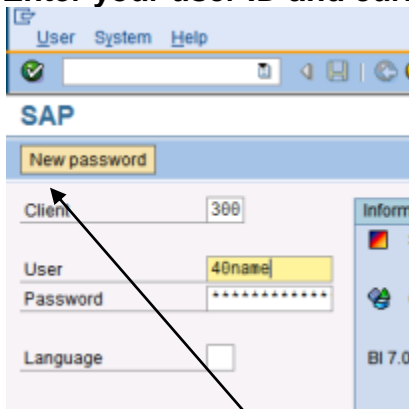 User System Help
SAP
New password
Client 300
User 40name
Password ************
Language
BI 7.0